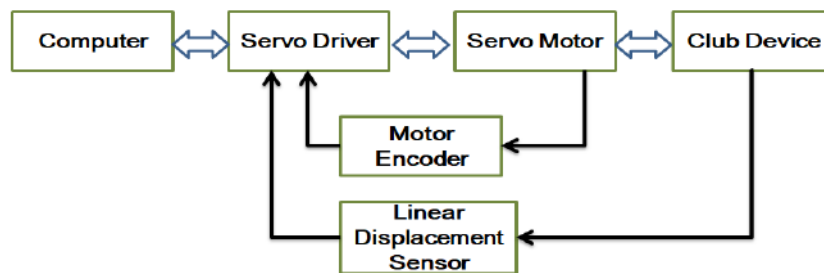 Computer
Servo Driver
Servo Motor
Club Device
Motor
Encoder
Linear
Displacement
Sensor